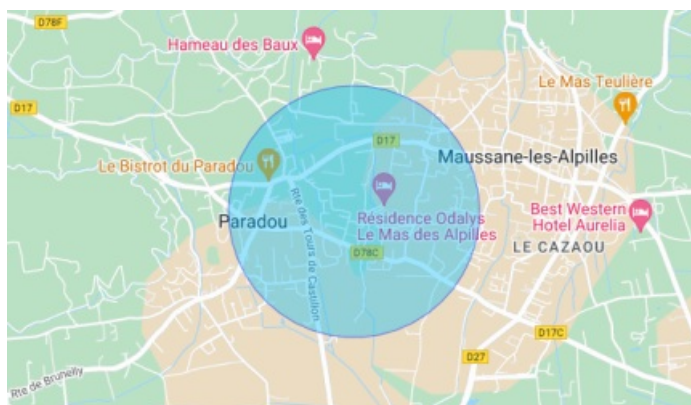 D78F
Hameau des Baux
Le Mas Teulière
D17
D17
Le Bistrot du Paradou
Maussane-les-Alpilles
Paradou
Rte des Tours de Castillon
Résidence Odalys
Le Mas des Alpilles
Best Western
Hotel Aurelia
LE CAZAOU
D78C
D17C
D27
Rte de Brunelly